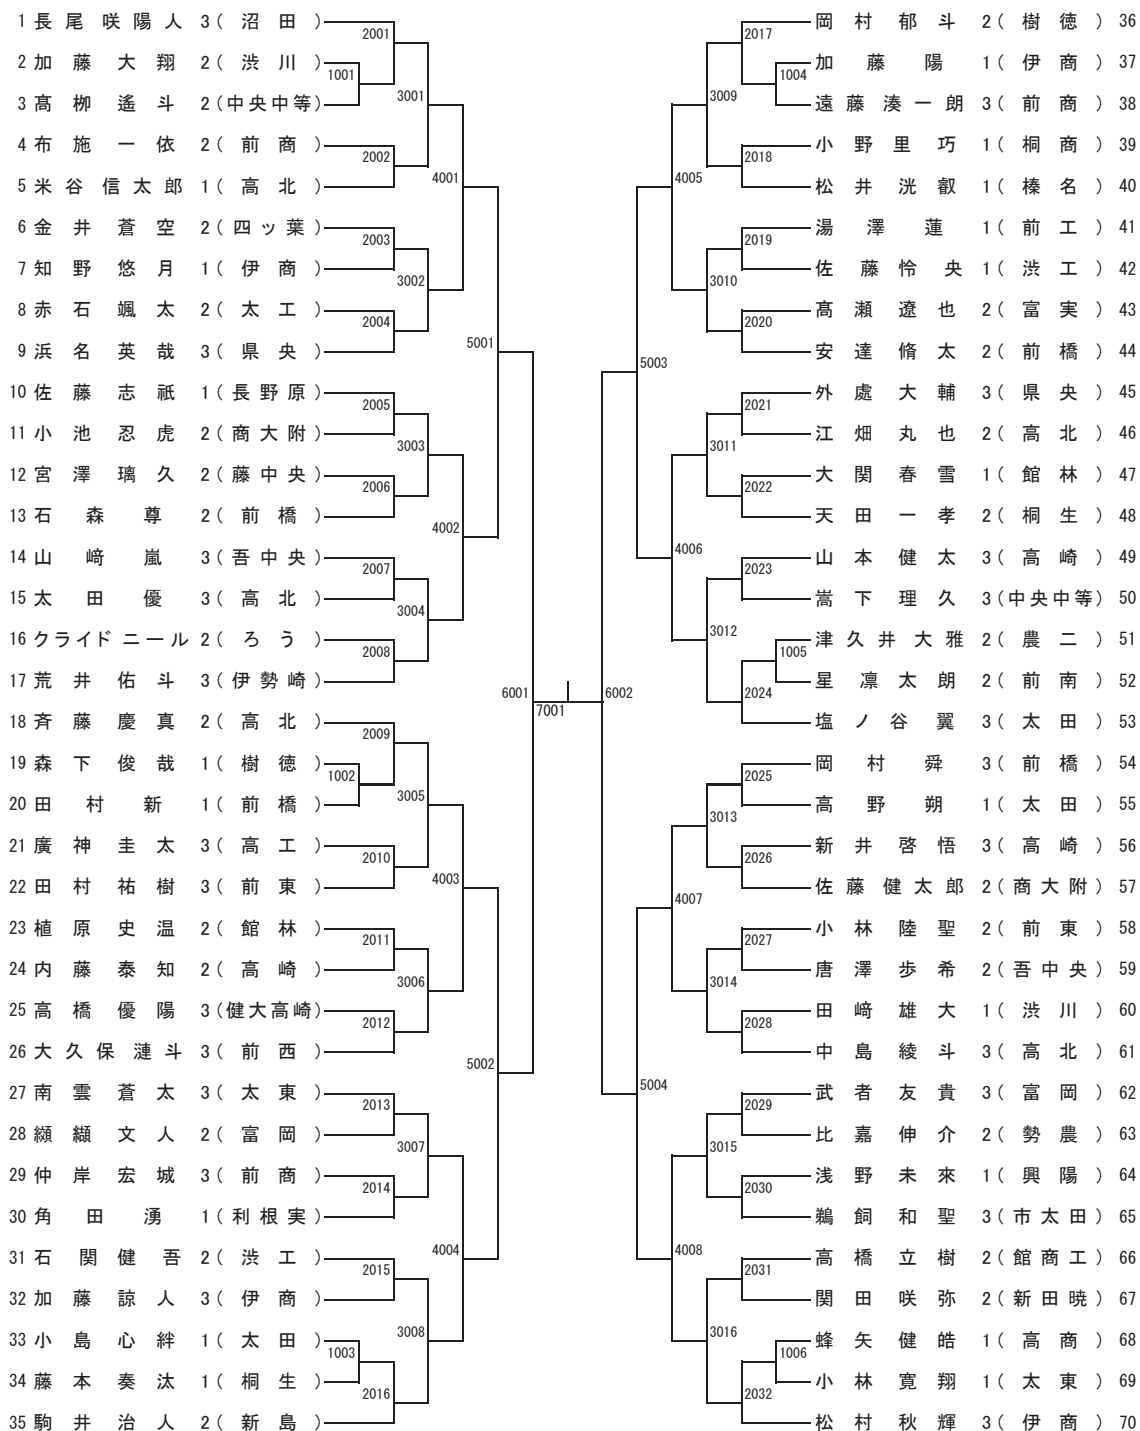 1 長尾咲陽人 3 ( 沼田 )
2 加藤大翔 2 ( 渋川 )
3 髙栁遙斗 2 (中央中等)
4 布施一依 2 ( 前商 )
5 米谷信太郎 1 ( 高北 )
6 金井蒼空 2 ( 四ッ葉 )
7 知野悠月 1 ( 伊商 )
8 赤石颯太 2 ( 太工 )
9 浜名英哉 3 ( 県央 )
10 佐藤志祇 1 ( 長野原 )
11 小池忍虎 2 ( 商大附 )
12 宮澤璃久 2 ( 藤中央 )
13 石森尊 2 ( 前橋 )
14 山﨑嵐 3 ( 吾中央 )
15 太田優 3 ( 高北 )
16 クライド ニール 2 ( ろう )
17 荒井佑斗 3 ( 伊勢崎 )
18 斉藤慶真 2 ( 高北 )
19 森下俊哉 1 ( 樹徳 )
20 田村新 1 ( 前橋 )
21 廣神圭太 3 ( 高工 )
22 田村祐樹 3 ( 前東 )
23 植原史温 2 ( 館林 )
24 内藤泰知 2 ( 高崎 )
25 高橋優陽 3 (健大高崎)
26 大久保漣斗 3 ( 前西 )
27 南雲蒼太 3 ( 太東 )
28 纐纈文人 2 ( 富岡 )
29 仲岸宏城 3 ( 前商 )
30 角田湧 1 ( 利根実 )
31 石関健吾 2 ( 渋工 )
32 加藤諒人 3 ( 伊商 )
33 小島心絆 1 ( 太田 )
34 藤本奏汰 1 ( 桐生 )
35 駒井治人 2 ( 新島 )
1001
1002
1003
2001
2002
2003
2004
2005
2006
2007
2008
2009
2010
2011
2012
2013
2014
2015
2016
3001
3002
3003
3004
3005
3006
3007
3008
4001
4002
4003
4004
5001
5002
6001
7001
6002
5003
5004
4005
4006
4007
4008
3009
3010
3011
3012
3013
3014
3015
3016
2017
2018
2019
2020
2021
2022
2023
2024
2025
2026
2027
2028
2029
2030
2031
2032
1004
1005
1006
岡村郁斗 2 ( 樹徳 ) 36
加藤陽 1 ( 伊商 ) 37
遠藤湊一朗 3 ( 前商 ) 38
小野里巧 1 ( 桐商 ) 39
松井洸叡 1 ( 榛名 ) 40
湯澤蓮 1 ( 前工 ) 41
佐藤怜央 1 ( 渋工 ) 42
髙瀬遼也 2 ( 富実 ) 43
安達脩太 2 ( 前橋 ) 44
外處大輔 3 ( 県央 ) 45
江畑丸也 2 ( 高北 ) 46
大関春雪 1 ( 館林 ) 47
天田一孝 2 ( 桐生 ) 48
山本健太 3 ( 高崎 ) 49
嵩下理久 3 (中央中等) 50
津久井大雅 2 ( 農二 ) 51
星凛太朗 2 ( 前南 ) 52
塩ノ谷翼 3 ( 太田 ) 53
岡村舜 3 ( 前橋 ) 54
高野朔 1 ( 太田 ) 55
新井啓悟 3 ( 高崎 ) 56
佐藤健太郎 2 ( 商大附 ) 57
小林陸聖 2 ( 前東 ) 58
唐澤歩希 2 ( 吾中央 ) 59
田﨑雄大 1 ( 渋川 ) 60
中島綾斗 3 ( 高北 ) 61
武者友貴 3 ( 富岡 ) 62
比嘉伸介 2 ( 勢農 ) 63
浅野未來 1 ( 興陽 ) 64
鵜飼和聖 3 ( 市太田 ) 65
高橋立樹 2 ( 館商工 ) 66
関田咲弥 2 ( 新田暁 ) 67
蜂矢健皓 1 ( 高商 ) 68
小林寛翔 1 ( 太東 ) 69
松村秋輝 3 ( 伊商 ) 70